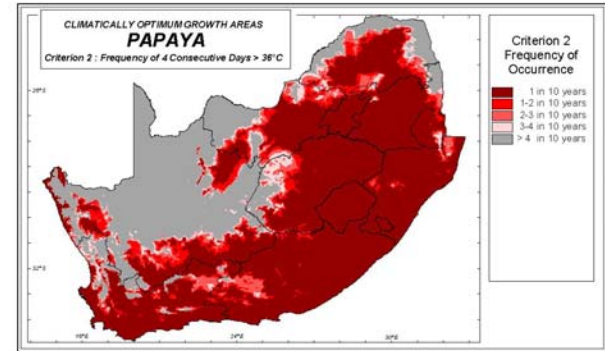 CLIMATICALLY OPTIMUM GROWTH AREAS
PAPAYA
Criterion 2 : Frequency of 4 Consecutive Days > 36°C
Criterion 2
Frequency of
Occurrence
1 in 10 years
1-2 in 10 years
2-3 in 10 years
3-4 in 10 years
> 4 in 10 years